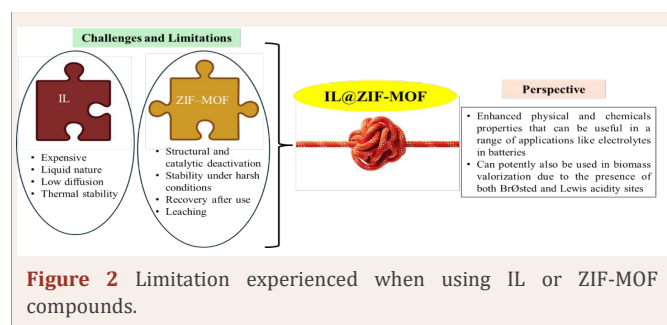 Challenges and Limitations
IL
• Expensive
• Liquid nature
• Low diffusion
• Thermal stability
ZIF–MOF
• Structural and
catalytic deactivation
• Stability under harsh
conditions
• Recovery after use
• Leaching
IL@ZIF-MOF
Perspective
• Enhanced physical and chemicals
properties that can be useful in a
range of applications like electrolytes
in batteries
• Can potently also be used in biomass
valorization due to the presence of
both BrØsted and Lewis acidity sites
Figure 2 Limitation experienced when using IL or ZIF-MOF
compounds.